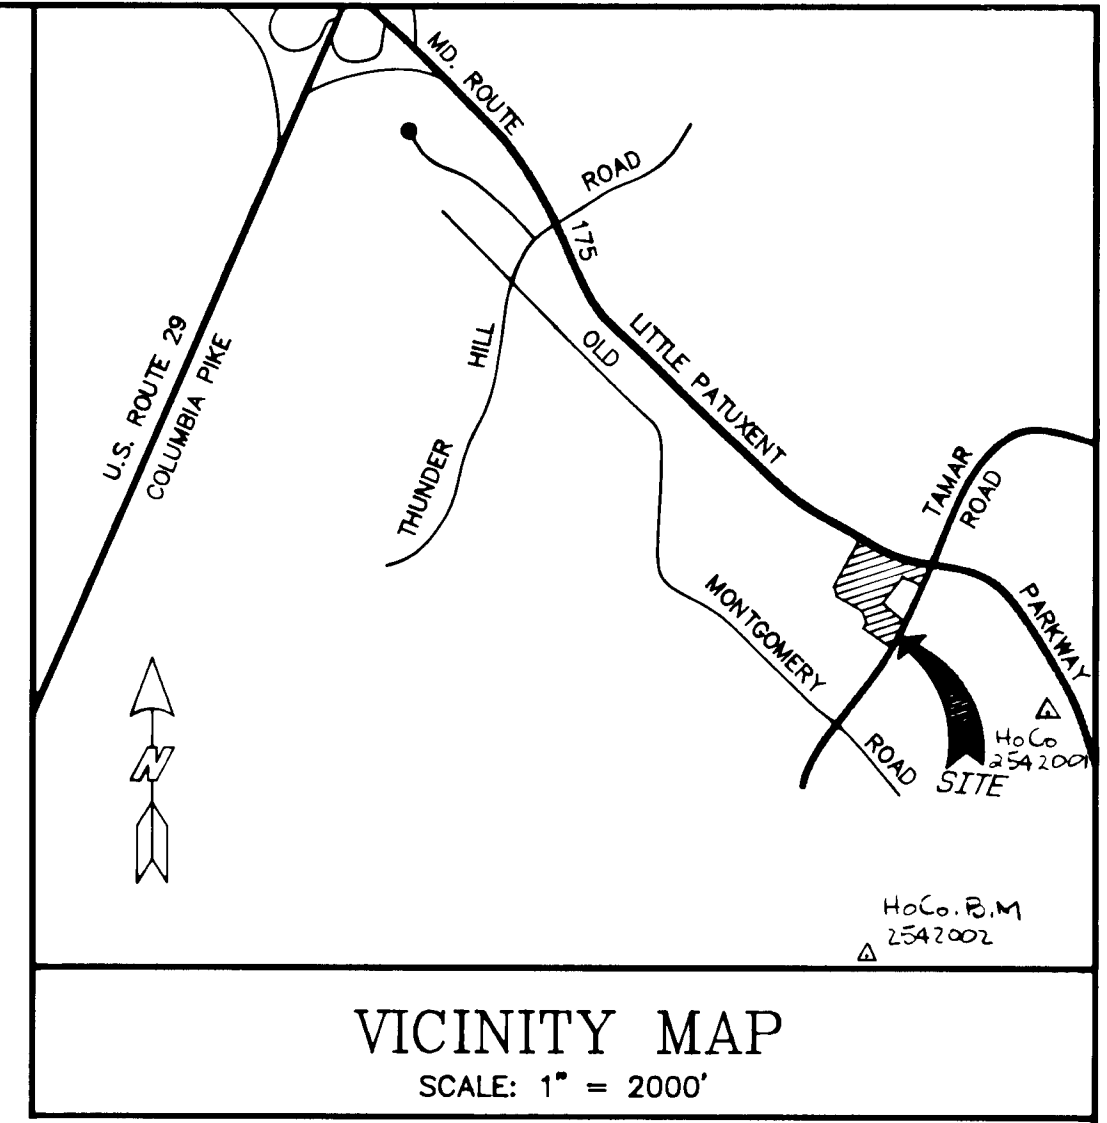 MD. ROUTE
175
ROAD
THUNDER HILL
U.S. ROUTE 29
COLUMBIA PIKE
OLD
LITTLE PATUXENT
TAMAR
ROAD
PARKWAY
MONTGOMERY
ROAD
HoCo
2542001
SITE
N
HoCo.B.M
2542002
VICINITY MAP
SCALE: 1" = 2000'